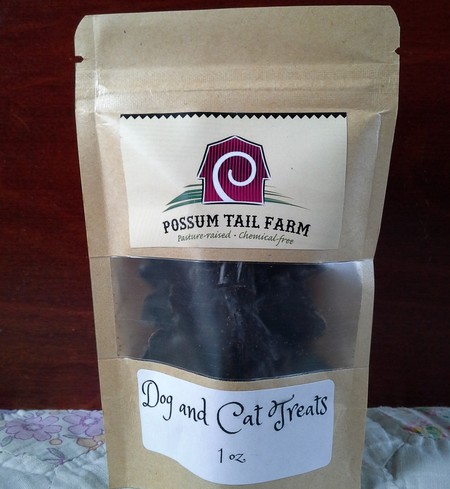 POSSUM TAIL FARM
Pasture-raised • Chemical-free
Dog and Cat Treats
1 oz.